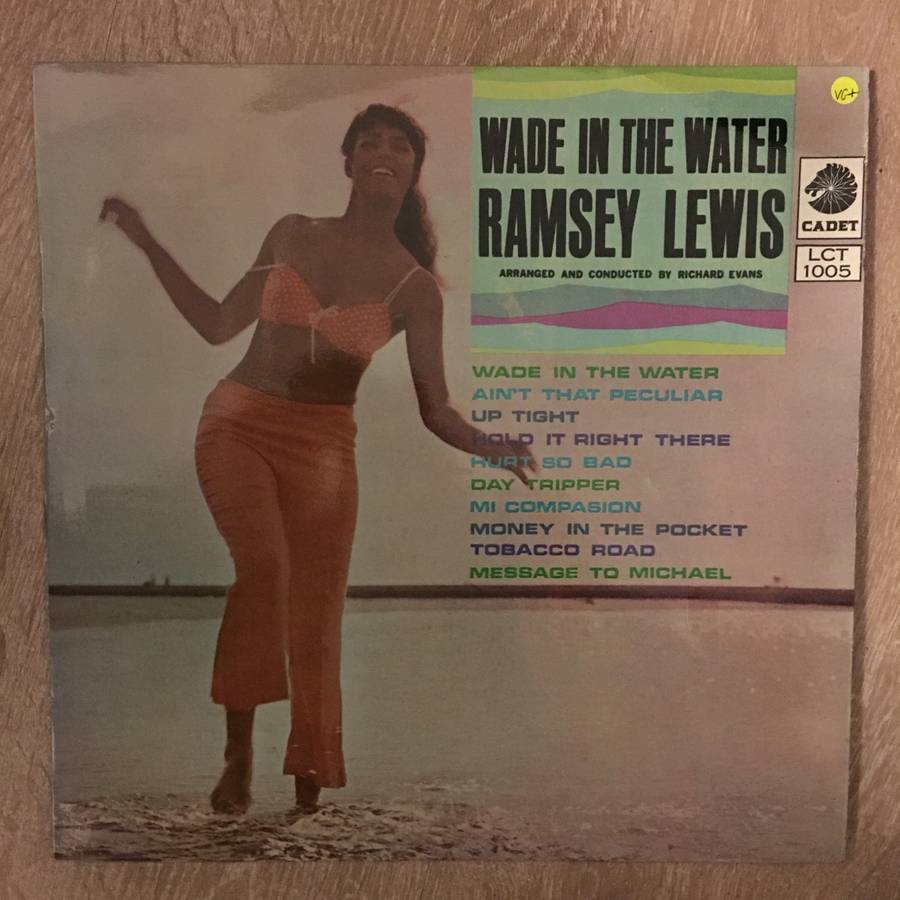 VG+
WADE IN THE WATER
RAMSEY LEWIS
ARRANGED AND CONDUCTED BY RICHARD EVANS
CADET
LCT
1005
WADE IN THE WATER
AIN'T THAT PECULIAR
UP TIGHT
HOLD IT RIGHT THERE
HURT SO BAD
DAY TRIPPER
MI COMPASION
MONEY IN THE POCKET
TOBACCO ROAD
MESSAGE TO MICHAEL